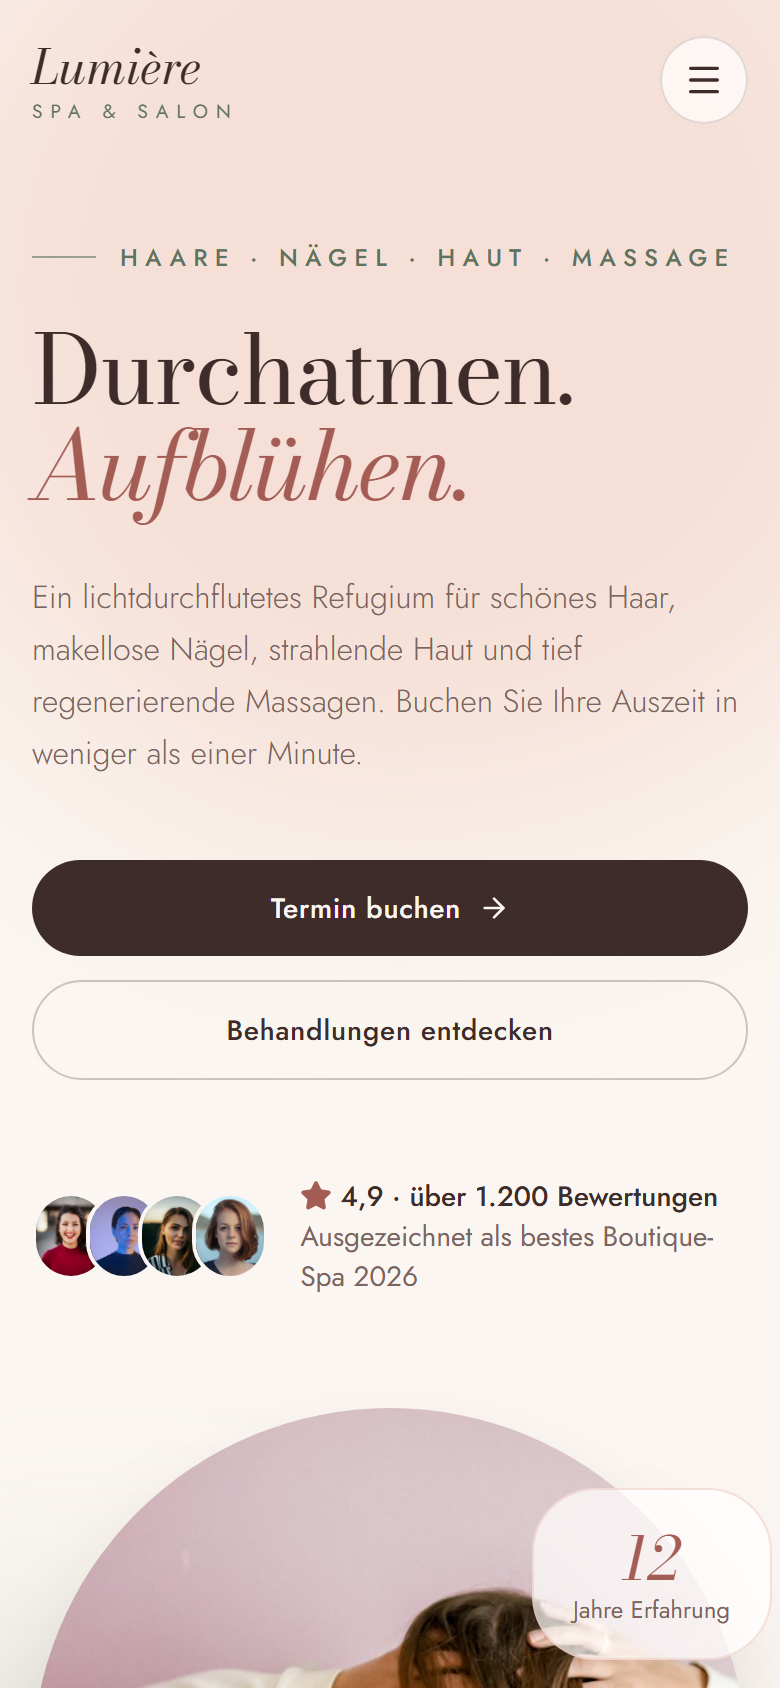 Lumière
SPA & SALON
HAARE · NÄGEL · HAUT · MASSAGE
Durchatmen.
Aufblühen.
Ein lichtdurchflutetes Refugium für schönes Haar,
makellose Nägel, strahlende Haut und tief
regenerierende Massagen. Buchen Sie Ihre Auszeit in
weniger als einer Minute.
Termin buchen →
Behandlungen entdecken
4,9 · über 1.200 Bewertungen
Ausgezeichnet als bestes Boutique-
Spa 2026
12
Jahre Erfahrung